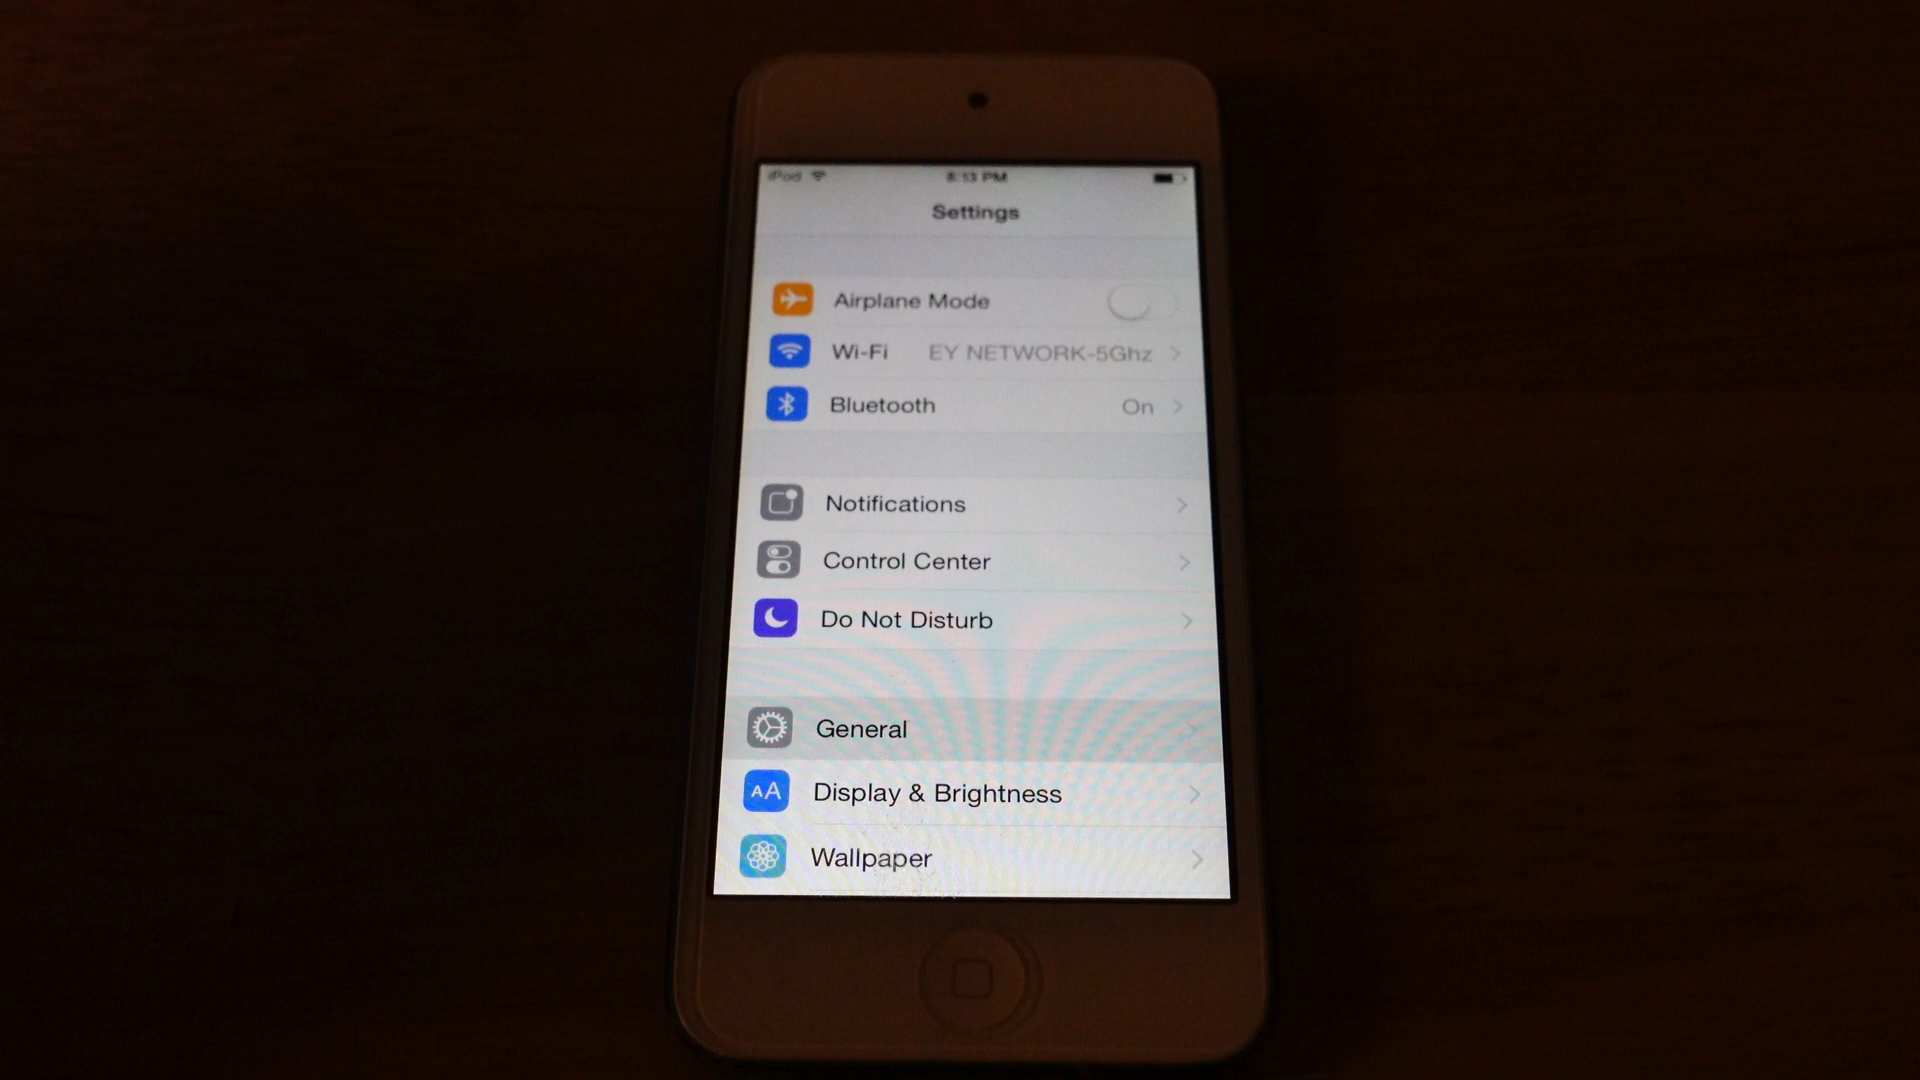 iPod 8:13 PM
Settings
Airplane Mode
Wi-Fi EY NETWORK-5Ghz
Bluetooth On
Notifications
Control Center
Do Not Disturb
General
AA Display & Brightness
Wallpaper